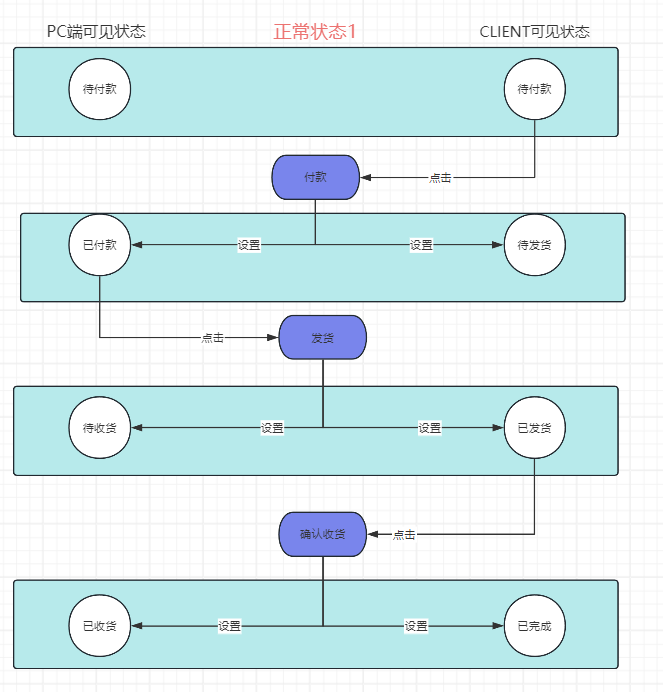 PC端可见状态
正常状态1
CLIENT可见状态
待付款
待付款
付款
点击
已付款
设置
设置
待发货
点击
发货
待收货
设置
设置
已发货
确认收货
点击
已收货
设置
设置
已完成